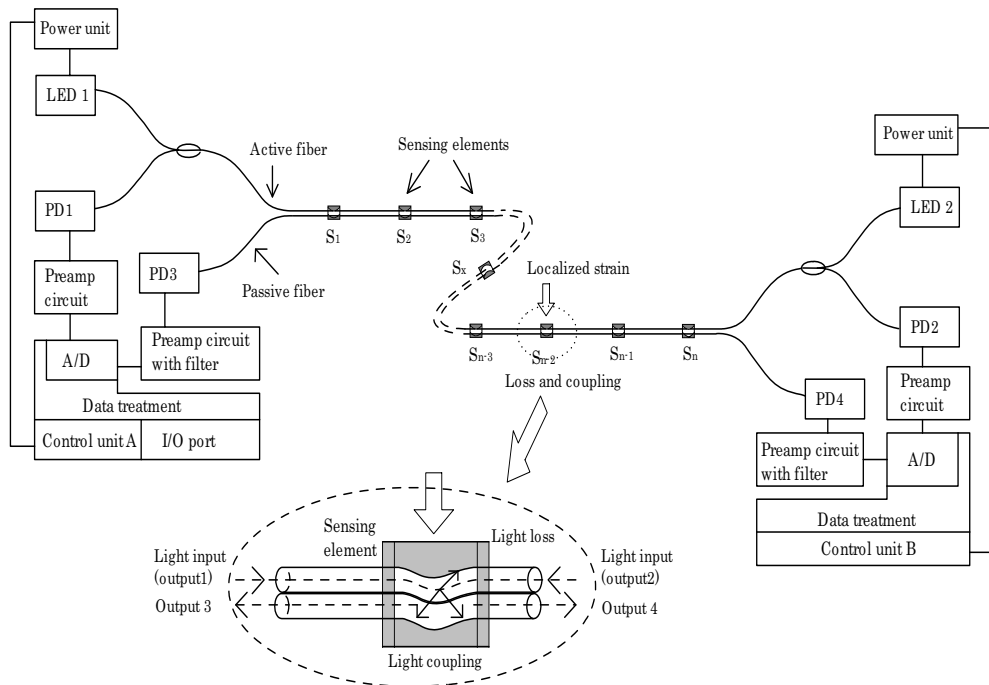 Power unit
LED 1
PD1
Preamp
circuit
A/D
Data treatment
Control unit A
I/O port
PD3
Preamp circuit
with filter
Active fiber
Passive fiber
Sensing elements
S1
S2
S3
Sx
Localized strain
Sn-3
Sn-2
Sn-1
Sn
Loss and coupling
Power unit
LED 2
PD2
Preamp
circuit
PD4
Preamp circuit
with filter
A/D
Data treatment
Control unit B
Sensing
element
Light loss
Light input
(output1)
Output 3
Light input
(output2)
Output 4
Light coupling